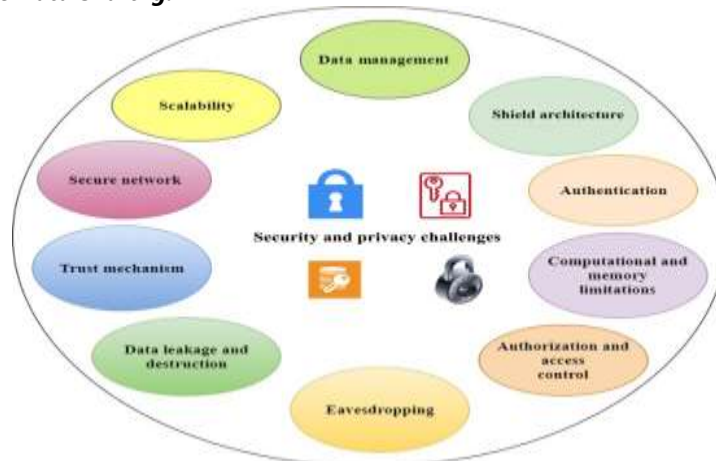 Data management
Scalability
Shield architecture
Secure network
Authentication
Security and privacy challenges
Trust mechanism
Computational and
memory
limitations
Data leakage and
destruction
Authorization and
access
control
Eavesdropping